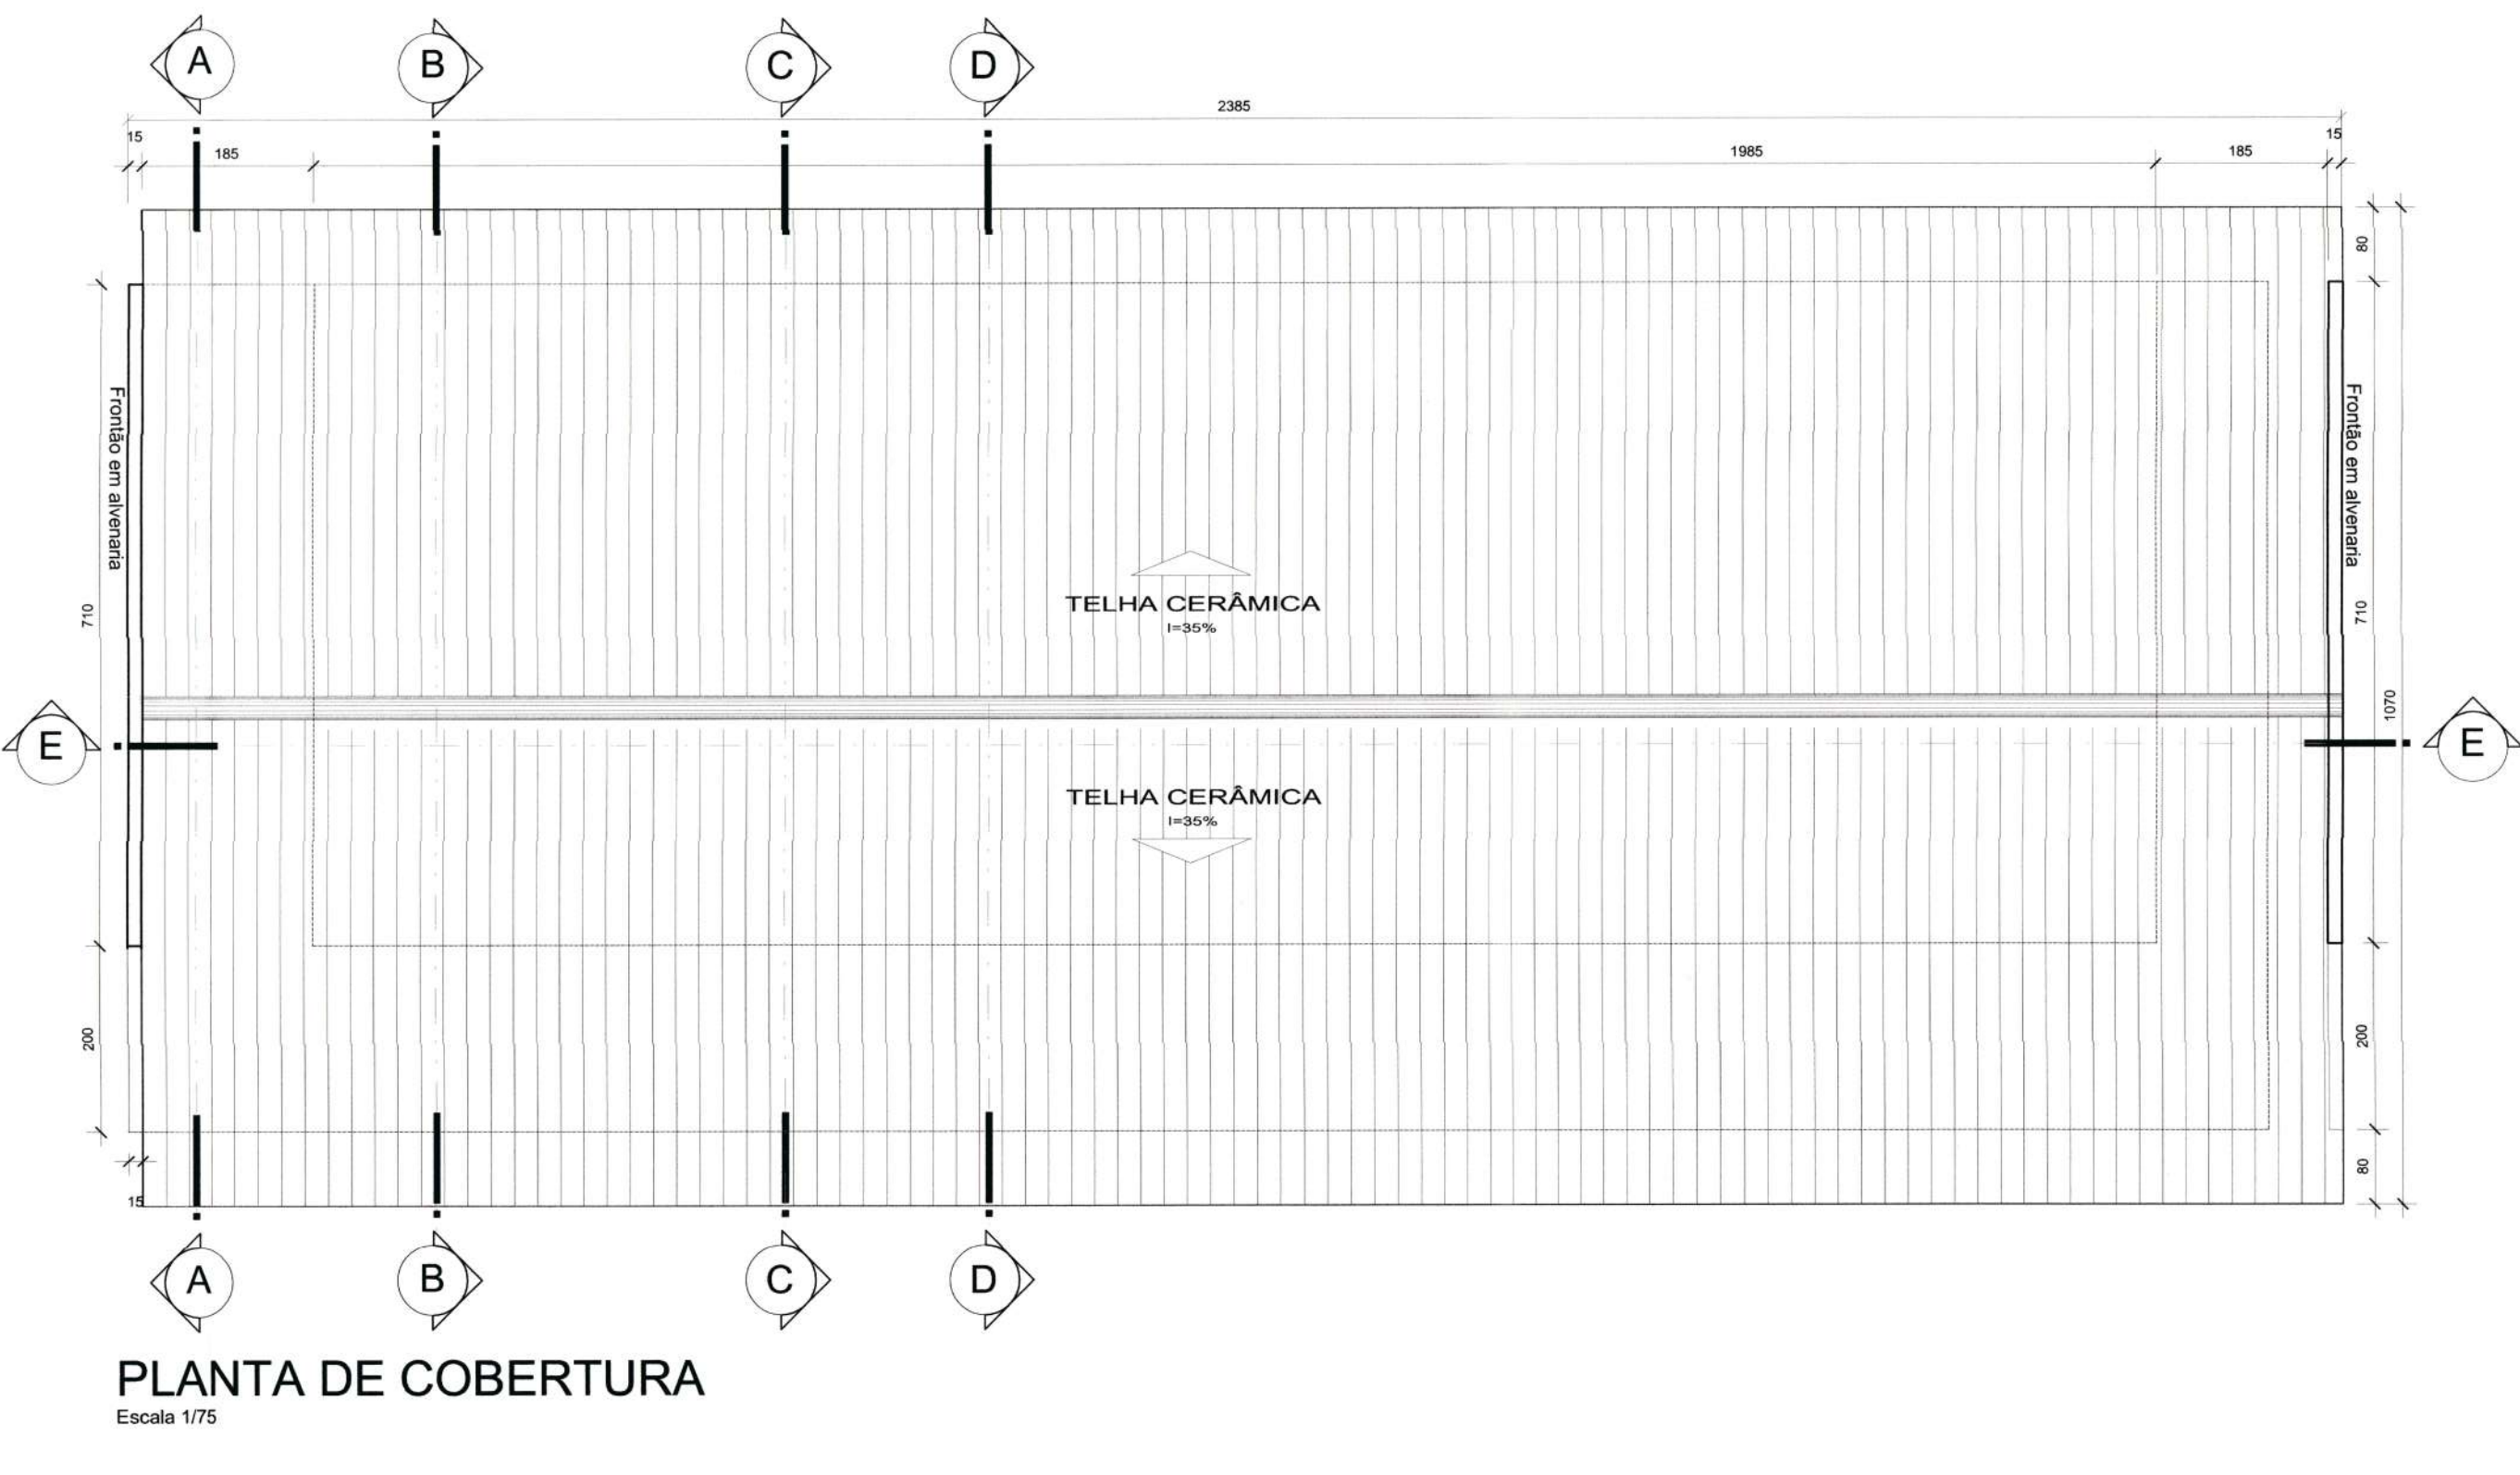 A
B
C
D
2385
15
15
185
1985
185
80
Frontão em alvenaria
Frontão em alvenaria
TELHA CERÂMICA
I=35%
710
710
1070
E
E
TELHA CERÂMICA
I=35%
200
200
80
15
A
B
C
D
PLANTA DE COBERTURA
Escala 1/75